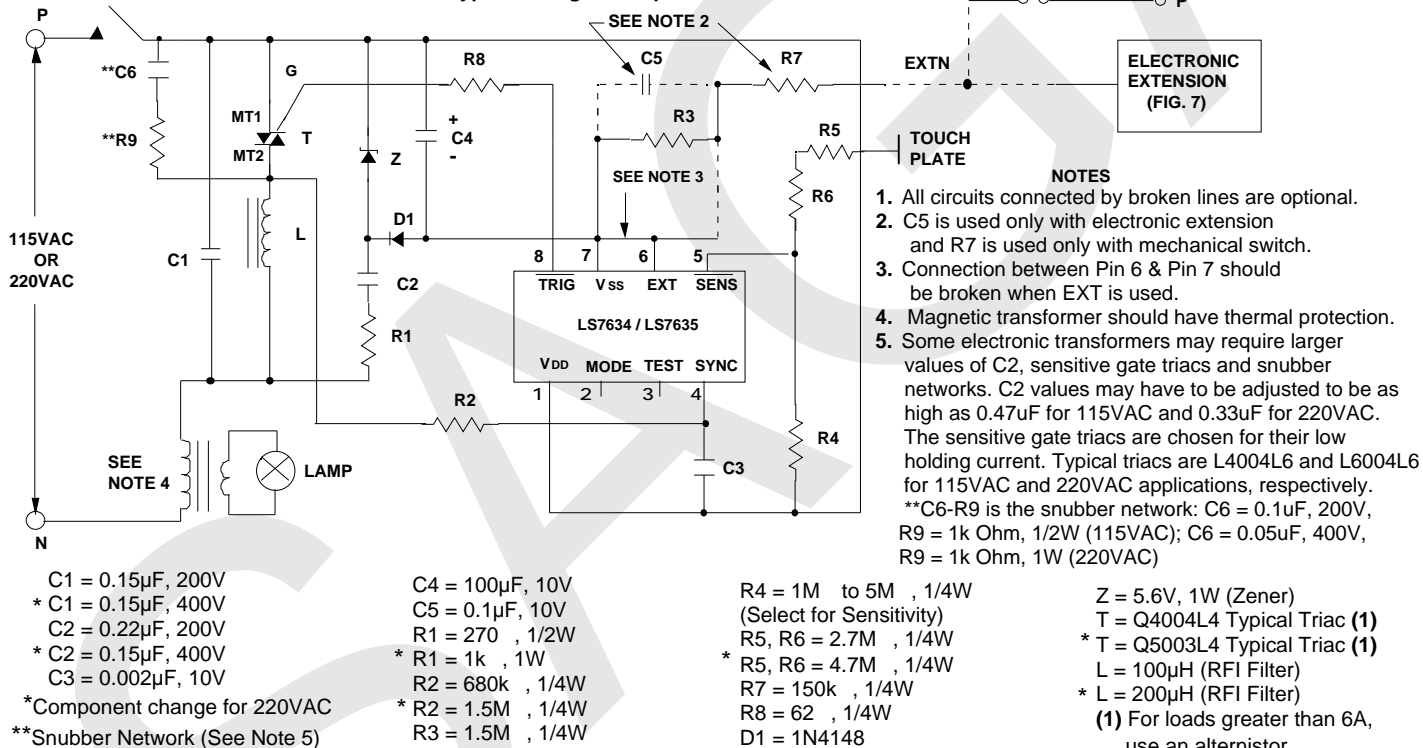 P
P
SEE NOTE 2
**C6
G
R8
C5
R7
EXTN
ELECTRONIC
EXTENSION
(FIG. 7)
MT1
+
C4
-
R3
R5
TOUCH
PLATE
**R9
MT2
T
Z
SEE NOTE 3
R6
NOTES
1. All circuits connected by broken lines are optional.
2. C5 is used only with electronic extension
and R7 is used only with mechanical switch.
3. Connection between Pin 6 & Pin 7 should
be broken when EXT is used.
4. Magnetic transformer should have thermal protection.
5. Some electronic transformers may require larger
values of C2, sensitive gate triacs and snubber
networks. C2 values may have to be adjusted to be as
high as 0.47uF for 115VAC and 0.33uF for 220VAC.
The sensitive gate triacs are chosen for their low
holding current. Typical triacs are L4004L6 and L6004L6
for 115VAC and 220VAC applications, respectively.
**C6-R9 is the snubber network: C6 = 0.1uF, 200V,
R9 = 1k Ohm, 1/2W (115VAC); C6 = 0.05uF, 400V,
R9 = 1k Ohm, 1W (220VAC)
115VAC
OR
220VAC
C1
L
D1
C2
R1
8 7 6 5
TRIG VSS EXT SENS
LS7634 / LS7635
VDD MODE TEST SYNC
1 2 3 4
R2
R4
C3
SEE
NOTE 4
LAMP
N
C1 = 0.15µF, 200V
* C1 = 0.15µF, 400V
C2 = 0.22µF, 200V
* C2 = 0.15µF, 400V
C3 = 0.002µF, 10V
*Component change for 220VAC
**Snubber Network (See Note 5)
C4 = 100µF, 10V
C5 = 0.1µF, 10V
R1 = 270 , 1/2W
* R1 = 1k , 1W
R2 = 680k , 1/4W
* R2 = 1.5M , 1/4W
R3 = 1.5M , 1/4W
R4 = 1M to 5M , 1/4W
(Select for Sensitivity)
R5, R6 = 2.7M , 1/4W
* R5, R6 = 4.7M , 1/4W
R7 = 150k , 1/4W
R8 = 62 , 1/4W
D1 = 1N4148
Z = 5.6V, 1W (Zener)
T = Q4004L4 Typical Triac (1)
* T = Q5003L4 Typical Triac (1)
L = 100µH (RFI Filter)
* L = 200µH (RFI Filter)
(1) For loads greater than 6A,
use an alternistor